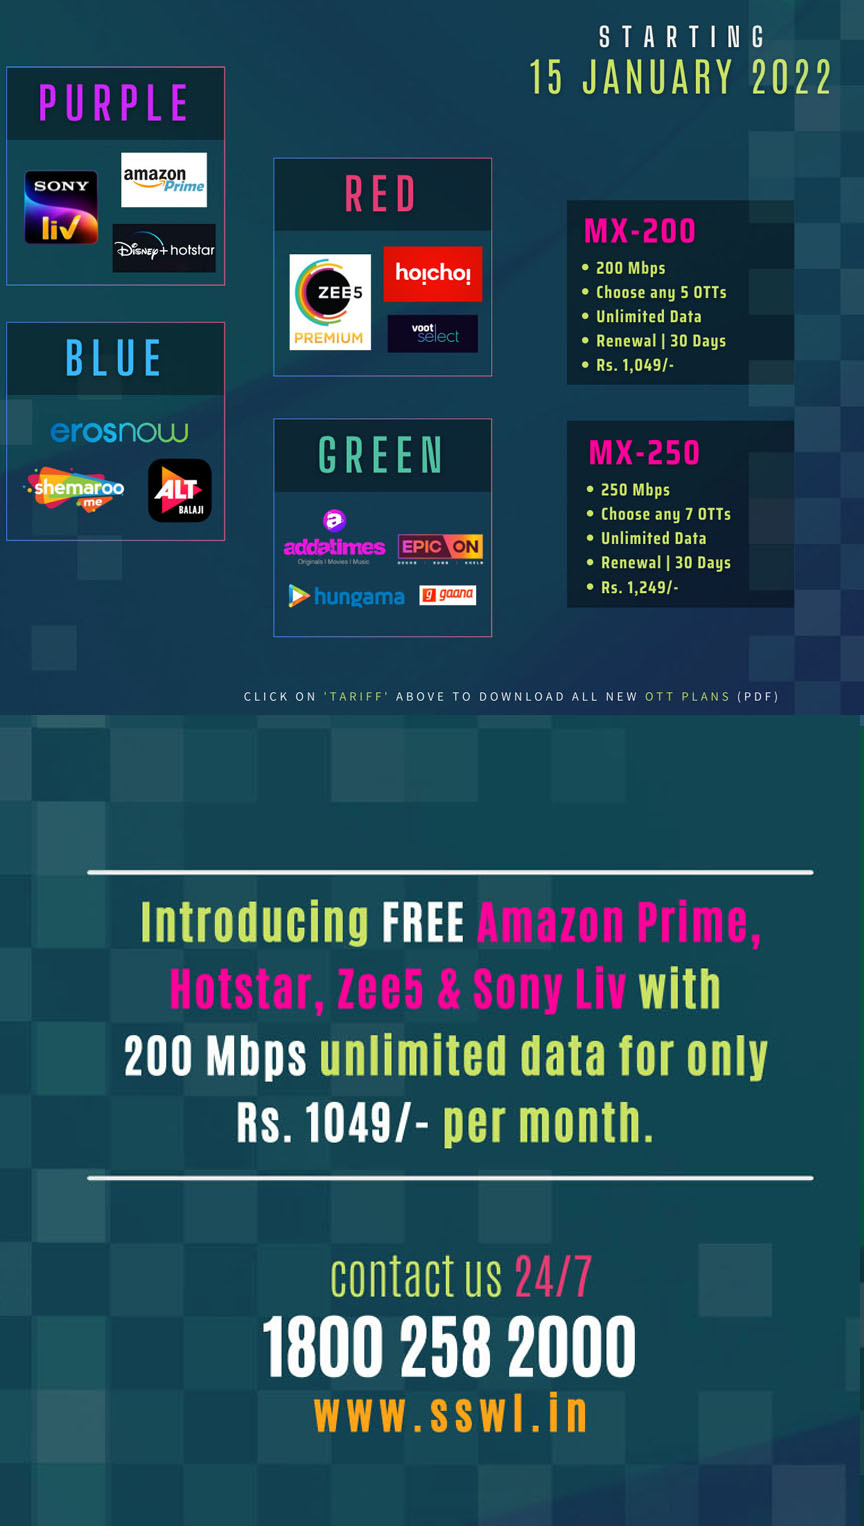 STARTING
15 JANUARY 2022
PURPLE
SONY
liv
amazon
Prime
Disney+ hotstar
RED
ZEE5
PREMIUM
hoichoi
voot
select
BLUE
erosnow
shemaroo
me
ALT
BALAJI
GREEN
a
addatimes
Originals | Movies | Music
EPIC ON
hungama
g gaana
MX-200
• 200 Mbps
• Choose any 5 OTTs
• Unlimited Data
• Renewal | 30 Days
• Rs. 1,049/-
MX-250
• 250 Mbps
• Choose any 7 OTTs
• Unlimited Data
• Renewal | 30 Days
• Rs. 1,249/-
CLICK ON 'TARIFF' ABOVE TO DOWNLOAD ALL NEW OTT PLANS (PDF)
Introducing FREE Amazon Prime,
Hotstar, Zee5 & Sony Liv with
200 Mbps unlimited data for only
Rs. 1049/- per month.
contact us 24/7
1800 258 2000
www.sswl.in